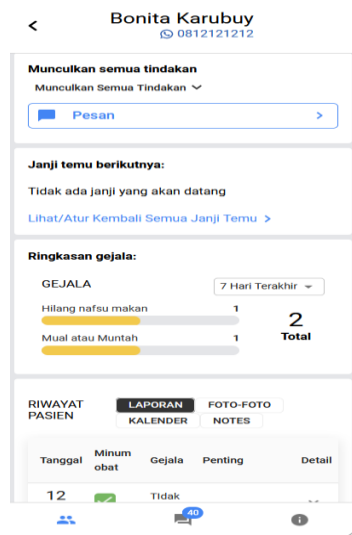 Bonita Karubuy
0812121212
Munculkan semua tindakan
Munculkan Semua Tindakan
Pesan
Janji temu berikutnya:
Tidak ada janji yang akan datang
Lihat/Atur Kembali Semua Janji Temu >
Ringkasan gejala:
GEJALA
7 Hari Terakhir
Hilang nafsu makan 1
Mual atau Muntah 1
2
Total
RIWAYAT
PASIEN
LAPORAN FOTO-FOTO
KALENDER NOTES
Tanggal Minum obat Gejala Penting Detail
12 TIdak
40